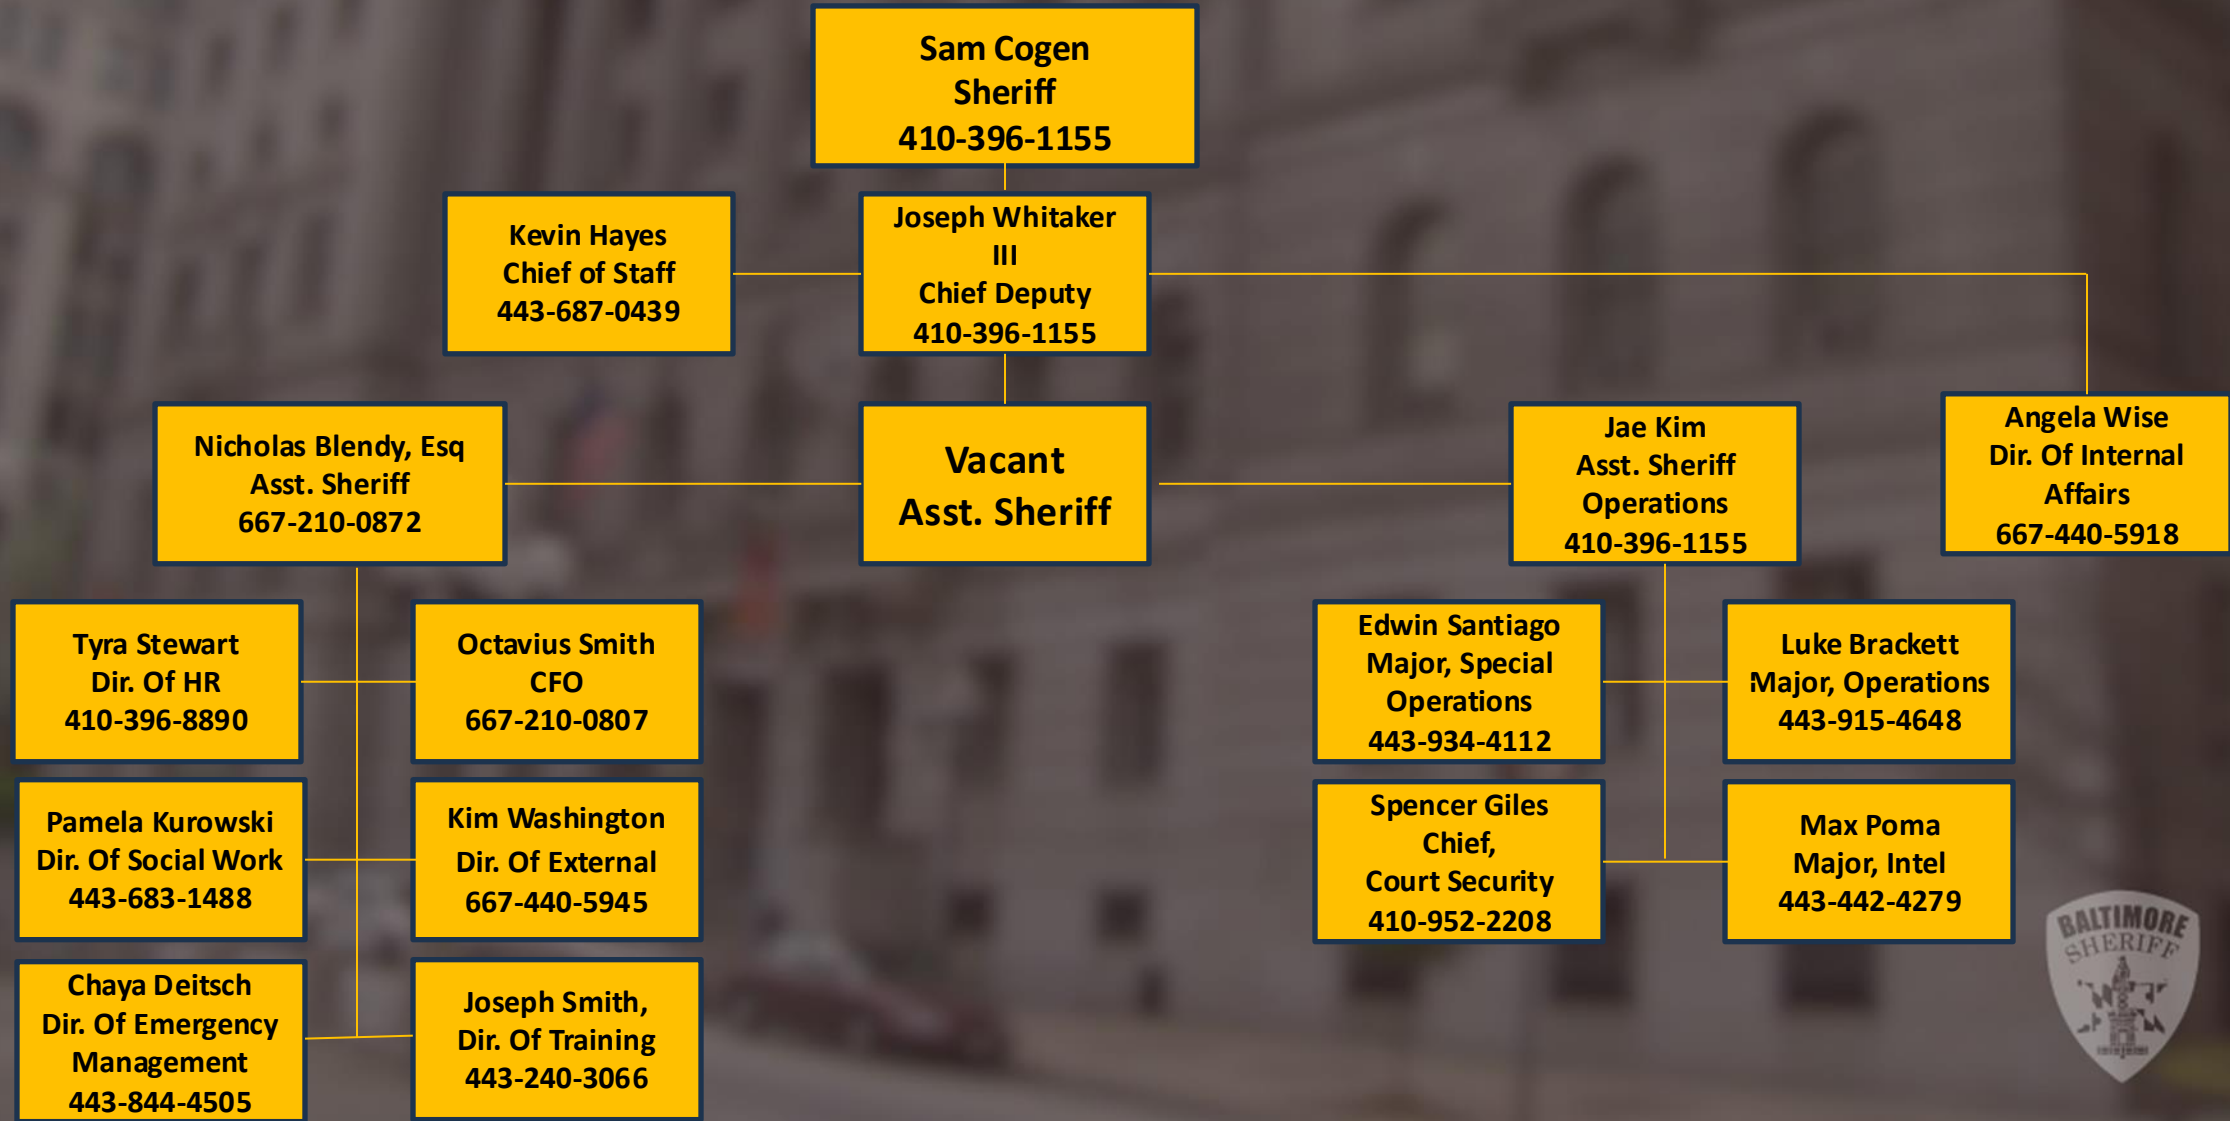 Sam Cogen
Sheriff
410-396-1155
Kevin Hayes
Chief of Staff
443-687-0439
Joseph Whitaker
III
Chief Deputy
410-396-1155
Nicholas Blendy, Esq
Asst. Sheriff
667-210-0872
Vacant
Asst. Sheriff
Jae Kim
Asst. Sheriff
Operations
410-396-1155
Angela Wise
Dir. Of Internal
Affairs
667-440-5918
Tyra Stewart
Dir. Of HR
410-396-8890
Octavius Smith
CFO
667-210-0807
Edwin Santiago
Major, Special
Operations
443-934-4112
Luke Brackett
Major, Operations
443-915-4648
Pamela Kurowski
Dir. Of Social Work
443-683-1488
Kim Washington
Dir. Of External
667-440-5945
Spencer Giles
Chief,
Court Security
410-952-2208
Max Poma
Major, Intel
443-442-4279
Chaya Deitsch
Dir. Of Emergency
Management
443-844-4505
Joseph Smith,
Dir. Of Training
443-240-3066
BALTIMORE
SHERIFF